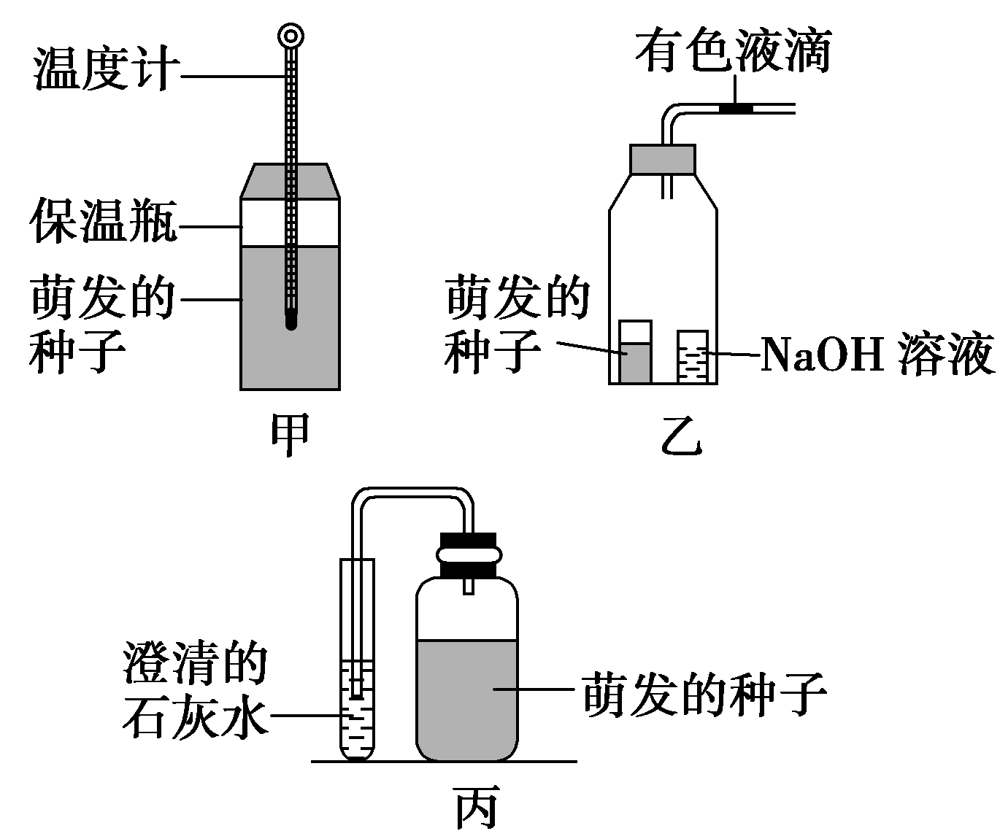 温度计
保温瓶
萌发的
种子
甲
有色液滴
萌发的
种子
NaOH 溶液
乙
澄清的
石灰水
萌发的种子
丙